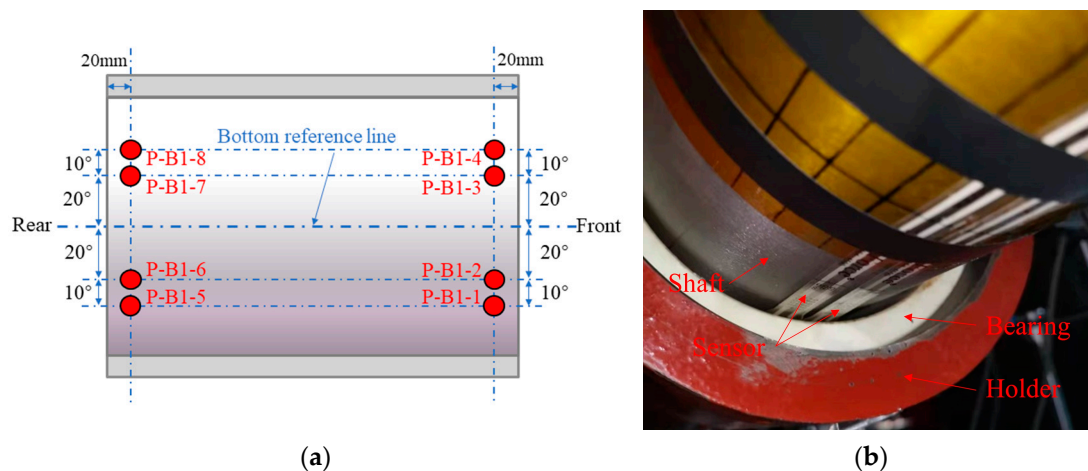 20mm
20mm
Bottom reference line
10°
P-B1-8
P-B1-4
10°
P-B1-7
P-B1-3
20°
20°
Rear
Front
20°
20°
P-B1-6
P-B1-2
10°
P-B1-5
P-B1-1
10°
Shaft
Sensor
Bearing
Holder
(a)
(b)